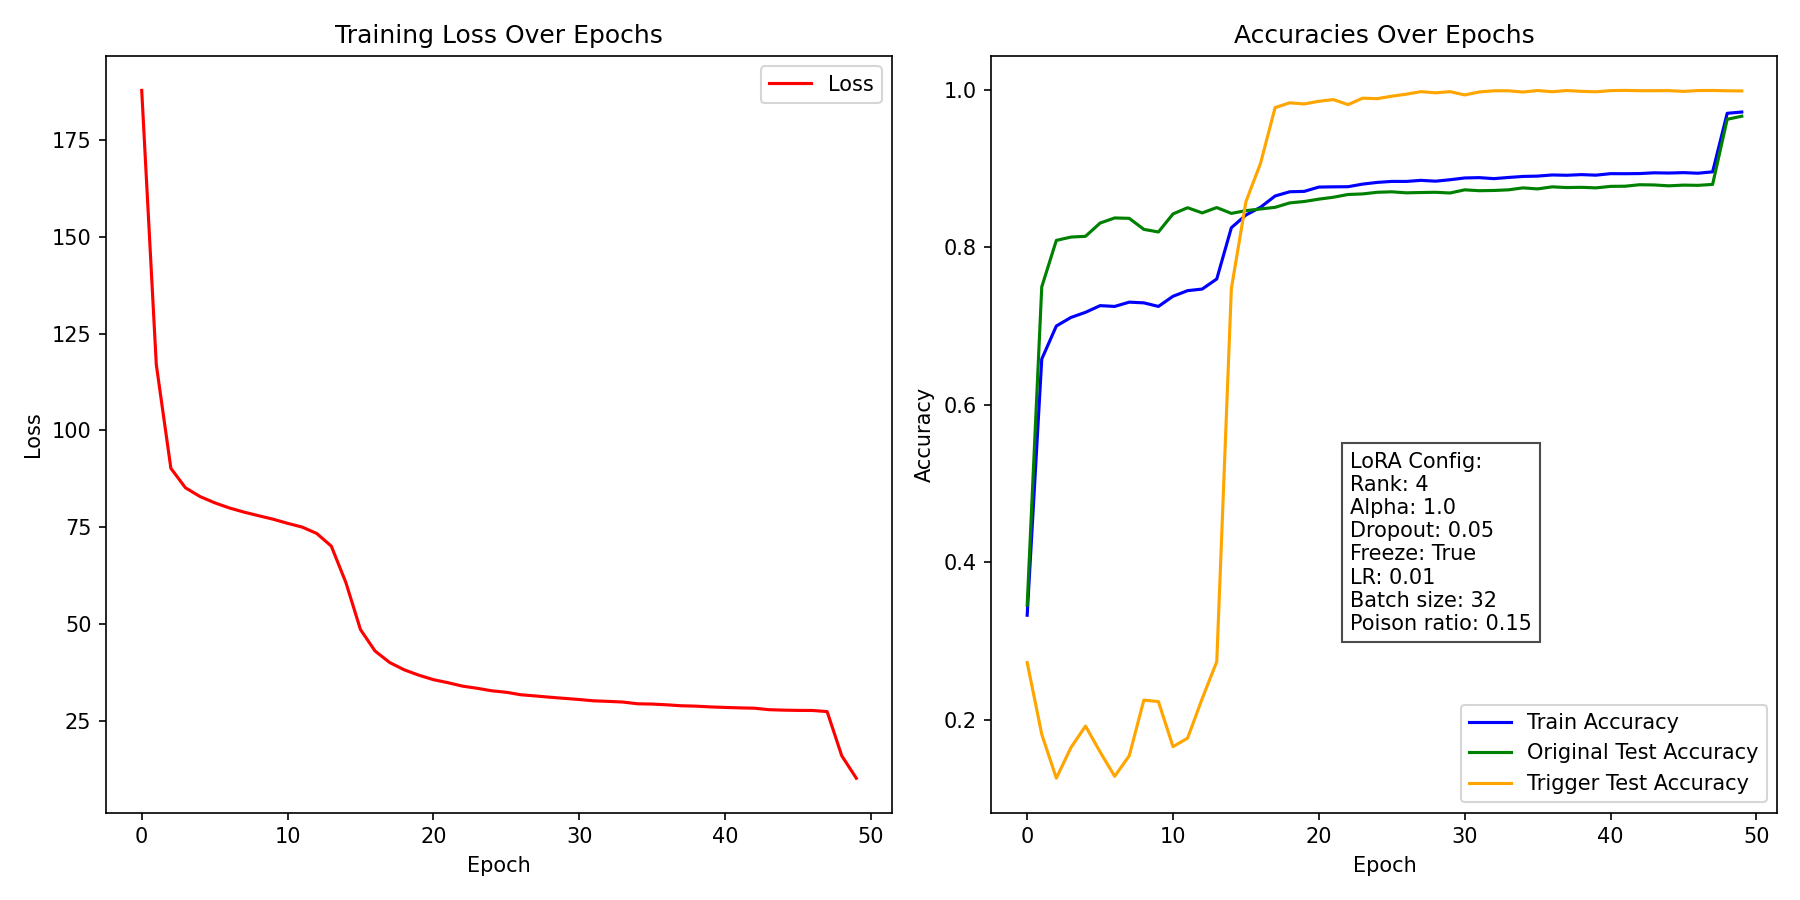 Training Loss Over Epochs
Loss
175
150
125
100
75
50
25
Loss
0 10 20 30 40 50
Epoch
Accuracies Over Epochs
1.0
0.8
0.6
0.4
0.2
Accuracy
LoRA Config:
Rank: 4
Alpha: 1.0
Dropout: 0.05
Freeze: True
LR: 0.01
Batch size: 32
Poison ratio: 0.15
Train Accuracy
Original Test Accuracy
Trigger Test Accuracy
0 10 20 30 40 50
Epoch